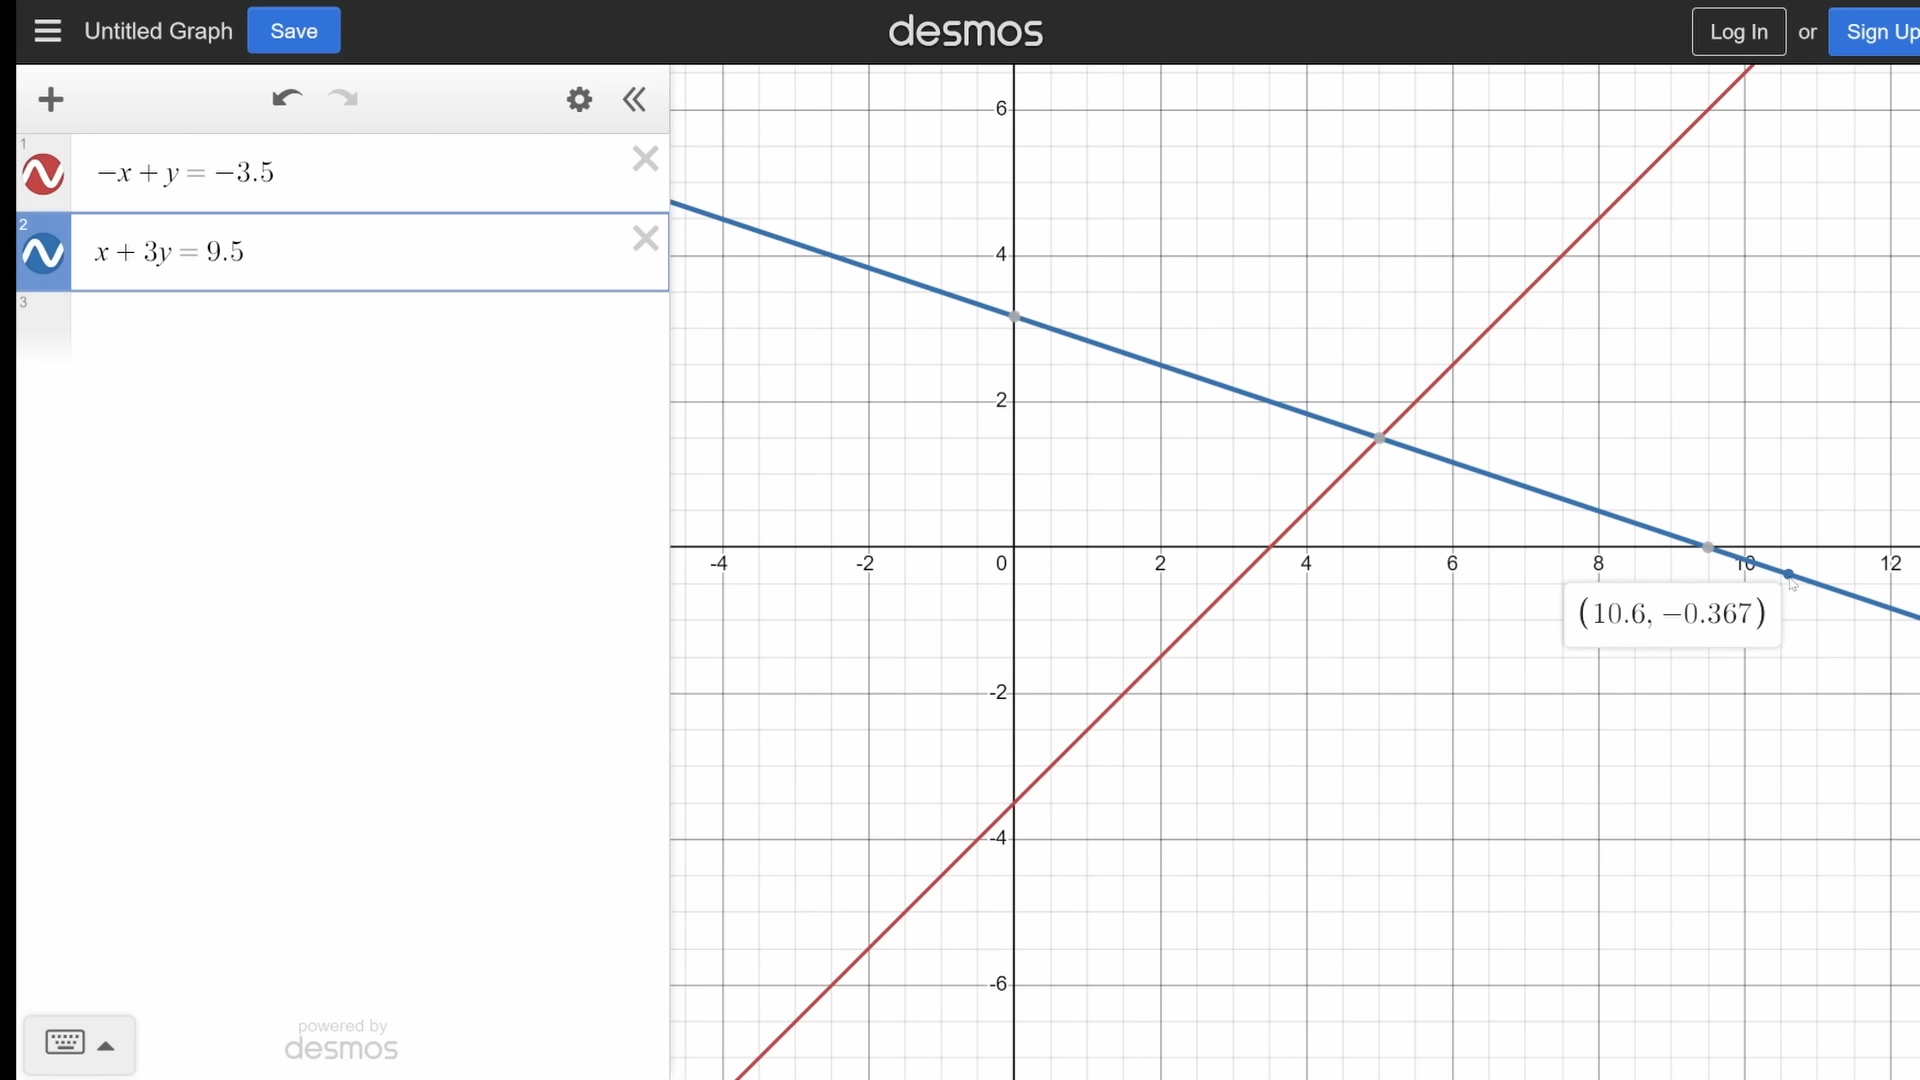 Untitled Graph Save desmos Log In or Sign Up
1
−x + y = −3.5
2
x + 3y = 9.5
3
6
4
2
-4 -2 0 2 4 6 8 10 12
(10.6, −0.367)
-2
-4
-6
powered by
desmos